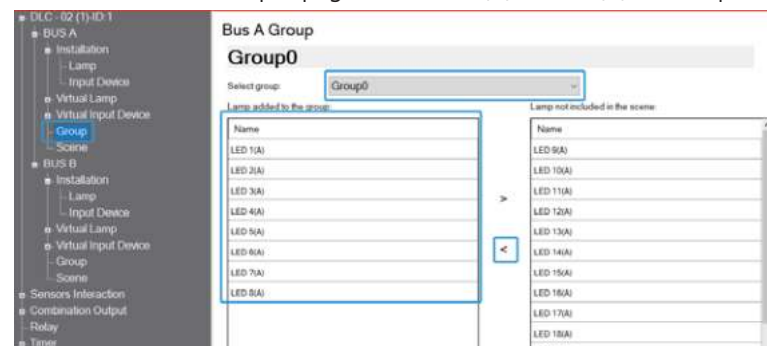 DLC - 02 (1)-ID:1
BUS A
Installation
Lamp
Input Device
Virtual Lamp
Virtual Input Device
Group
Scene
BUS B
Installation
Lamp
Input Device
Virtual Lamp
Virtual Input Device
Group
Scene
Sensors Interaction
Combination Output
Relay
Timer
Bus A Group
Group0
Select group: Group0
Lamp added to the group:
Name
LED 1(A)
LED 2(A)
LED 3(A)
LED 4(A)
LED 5(A)
LED 6(A)
LED 7(A)
LED 8(A)
>
<
Lamp not included in the scene:
Name
LED 9(A)
LED 10(A)
LED 11(A)
LED 12(A)
LED 13(A)
LED 14(A)
LED 15(A)
LED 16(A)
LED 17(A)
LED 18(A)